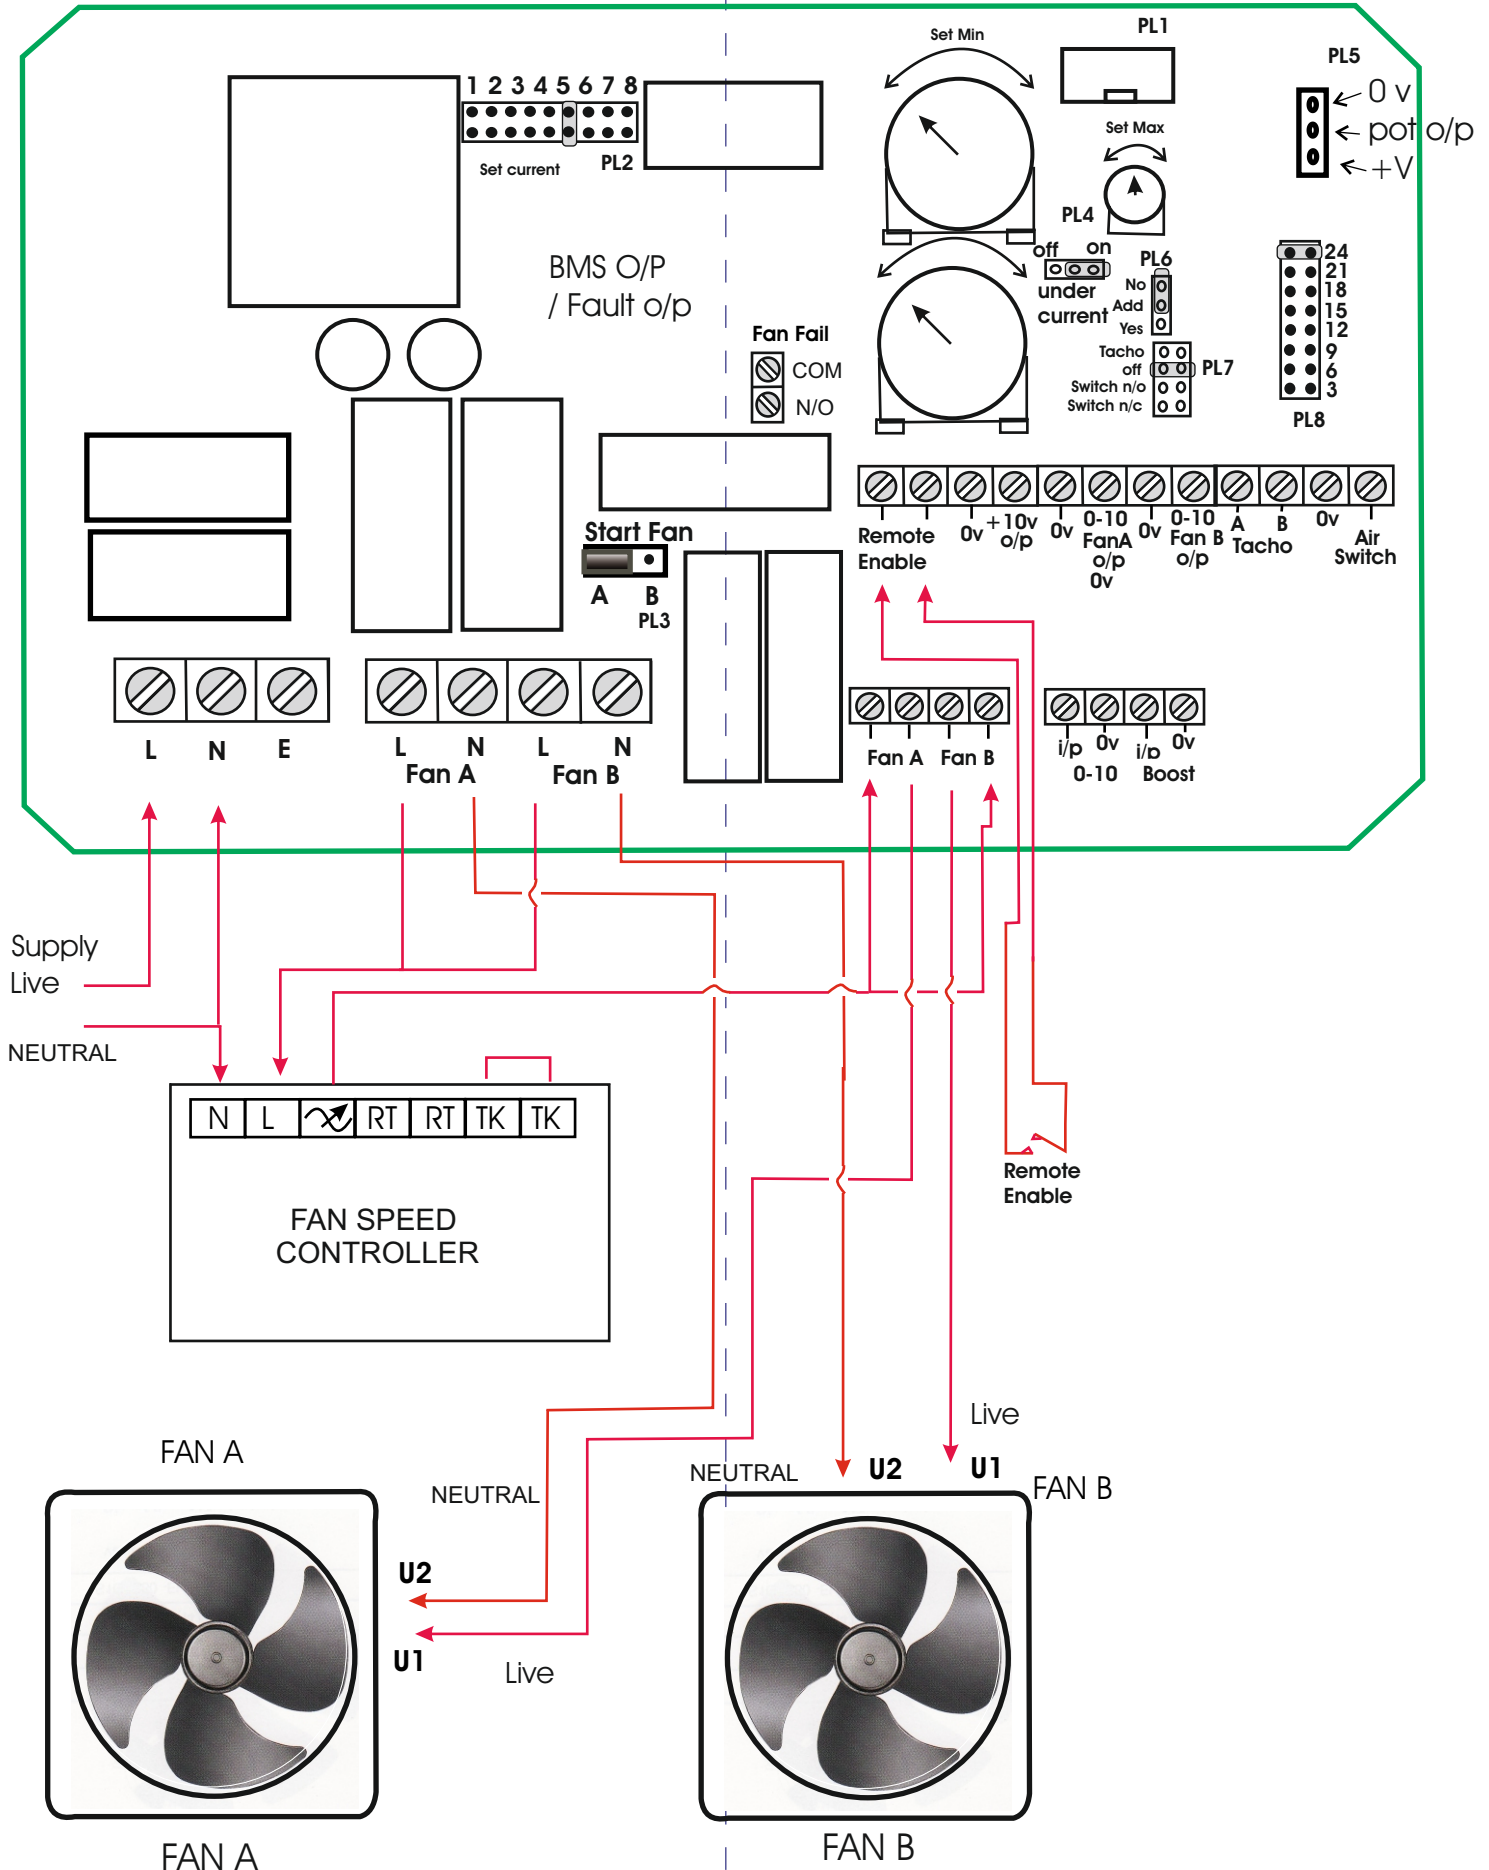 Set Min
PL1
PL5
0 v
pot o/p
+V
1 2 3 4 5 6 7 8
PL2
Set current
Set Max
PL4
off on
under
current
PL6
No
Add
Yes
Tacho
off
Switch n/o
Switch n/c
PL7
24
21
18
15
12
9
6
3
PL8
BMS O/P
/ Fault o/p
Fan Fail
COM
N/O
Start Fan
A B
PL3
Remote
Enable
0v
+10v
o/p
0v
0-10
FanA
o/p
0v
0v
0-10
Fan B
o/p
A B
Tacho
0v
Air
Switch
L N E
L N L N
Fan A Fan B
Fan A Fan B
i/p 0v i/p 0v
0-10 Boost
Supply
Live
NEUTRAL
N L RT RT TK TK
FAN SPEED
CONTROLLER
Remote
Enable
Live
FAN A
NEUTRAL
NEUTRAL
U2 U1
FAN B
U2
U1
Live
FAN A
FAN B